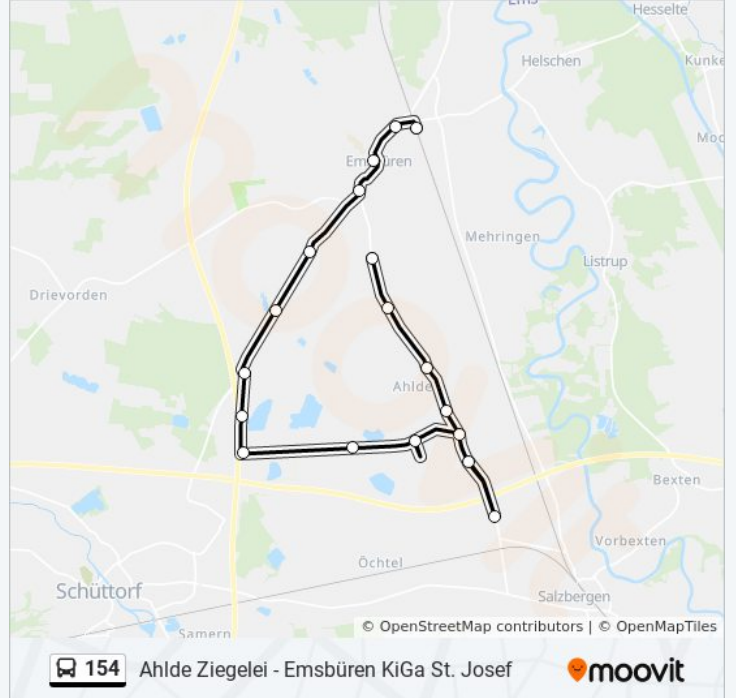 Ems
Hesselte
Helschen
Kunke
Moo
Emsbüren
Mehringen
Listrup
Drievorden
Ahlde
Bexten
Vorbexten
Öchtel
Schüttorf
Salzbergen
Samern
© OpenStreetMap contributors | © OpenMapTiles
154 Ahlde Ziegelei - Emsbüren KiGa St. Josef moovit